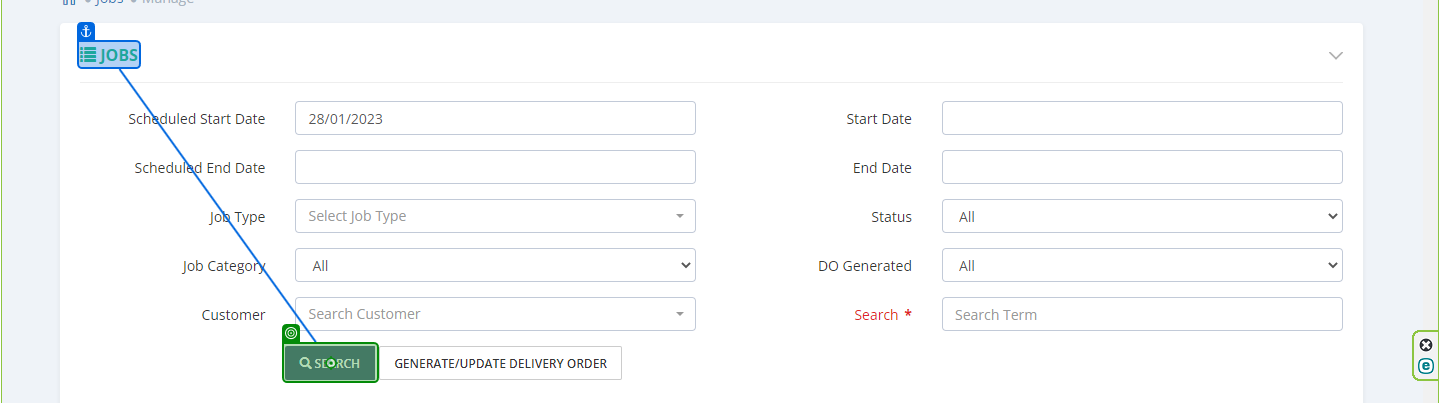 Jobs Manage
JOBS
Scheduled Start Date 28/01/2023 Start Date
Scheduled End Date End Date
Job Type Select Job Type Status All
Job Category All DO Generated All
Customer Search Customer Search * Search Term
SEARCH GENERATE/UPDATE DELIVERY ORDER